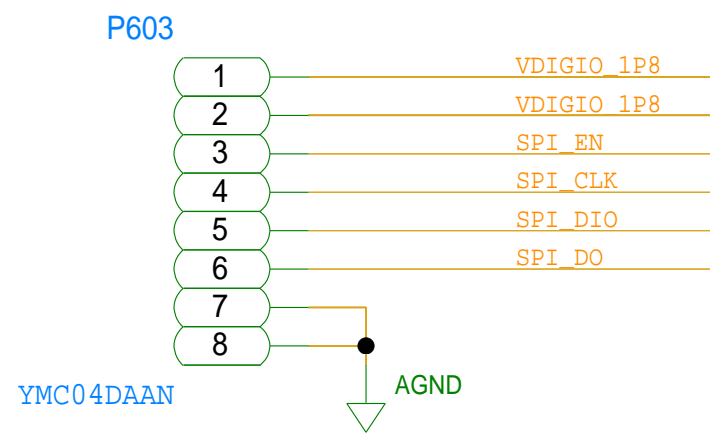 P603
1 VDIGIO_1P8
2 VDIGIO_1P8
3 SPI_EN
4 SPI_CLK
5 SPI_DIO
6 SPI_DO
7
8
AGND
YMC04DAAN